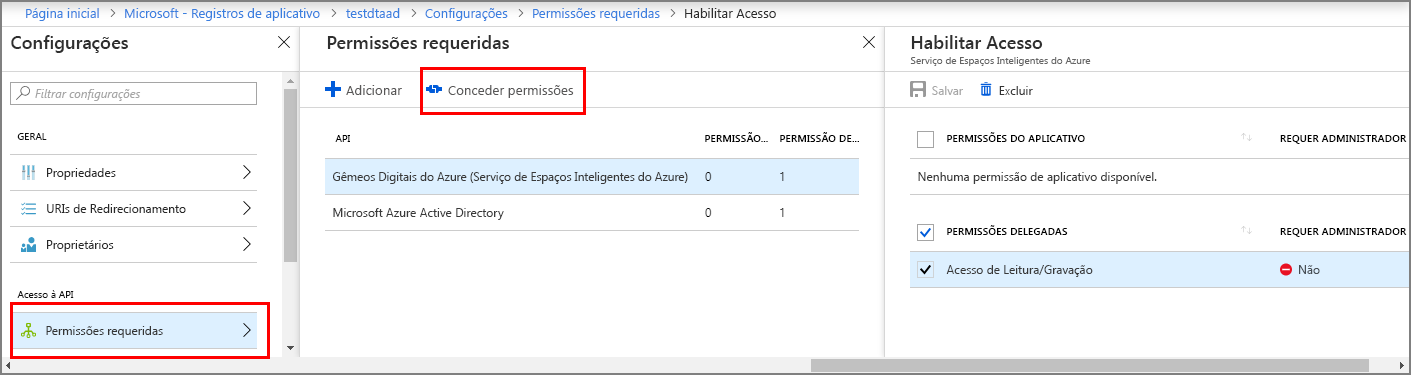 Página inicial > Microsoft - Registros de aplicativo > testdtaad > Configurações > Permissões requeridas > Habilitar Acesso
Configurações
Filtrar configurações
GERAL
Propriedades
URIs de Redirecionamento
Proprietários
Acesso à API
Permissões requeridas
Permissões requeridas
Adicionar
Conceder permissões
API PERMISSÃO... PERMISSÃO DE...
Gêmeos Digitais do Azure (Serviço de Espaços Inteligentes do Azure) 0 1
Microsoft Azure Active Directory 0 1
Habilitar Acesso
Serviço de Espaços Inteligentes do Azure
Salvar Excluir
PERMISSÕES DO APLICATIVO REQUER ADMINISTRADOR
Nenhuma permissão de aplicativo disponível.
PERMISSÕES DELEGADAS REQUER ADMINISTRADOR
Acesso de Leitura/Gravação Não